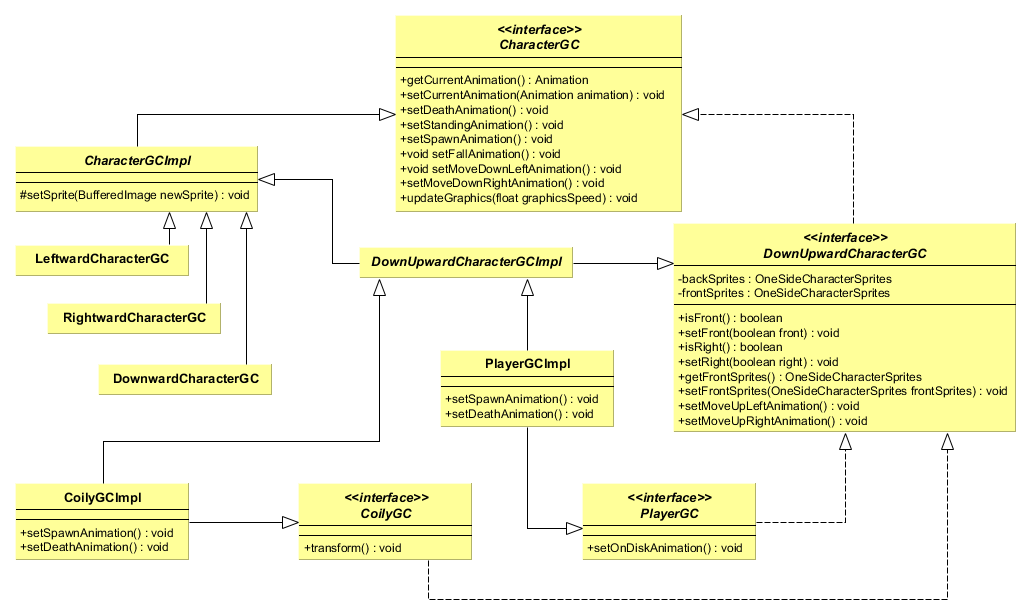 <<interface>>
CharacterGC
+getCurrentAnimation() : Animation
+setCurrentAnimation(Animation animation) : void
+setDeathAnimation() : void
+setStandingAnimation() : void
+setSpawnAnimation() : void
+void setFallAnimation() : void
+void setMoveDownLeftAnimation() : void
+setMoveDownRightAnimation() : void
+updateGraphics(float graphicsSpeed) : void
CharacterGCImpl
#setSprite(BufferedImage newSprite) : void
LeftwardCharacterGC
RightwardCharacterGC
DownwardCharacterGC
DownUpwardCharacterGCImpl
<<interface>>
DownUpwardCharacterGC
-backSprites : OneSideCharacterSprites
-frontSprites : OneSideCharacterSprites
+isFront() : boolean
+setFront(boolean front) : void
+isRight() : boolean
+setRight(boolean right) : void
+getFrontSprites() : OneSideCharacterSprites
+setFrontSprites(OneSideCharacterSprites frontSprites) : void
+setMoveUpLeftAnimation() : void
+setMoveUpRightAnimation() : void
PlayerGCImpl
+setSpawnAnimation() : void
+setDeathAnimation() : void
CoilyGCImpl
+setSpawnAnimation() : void
+setDeathAnimation() : void
<<interface>>
CoilyGC
+transform() : void
<<interface>>
PlayerGC
+setOnDiskAnimation() : void